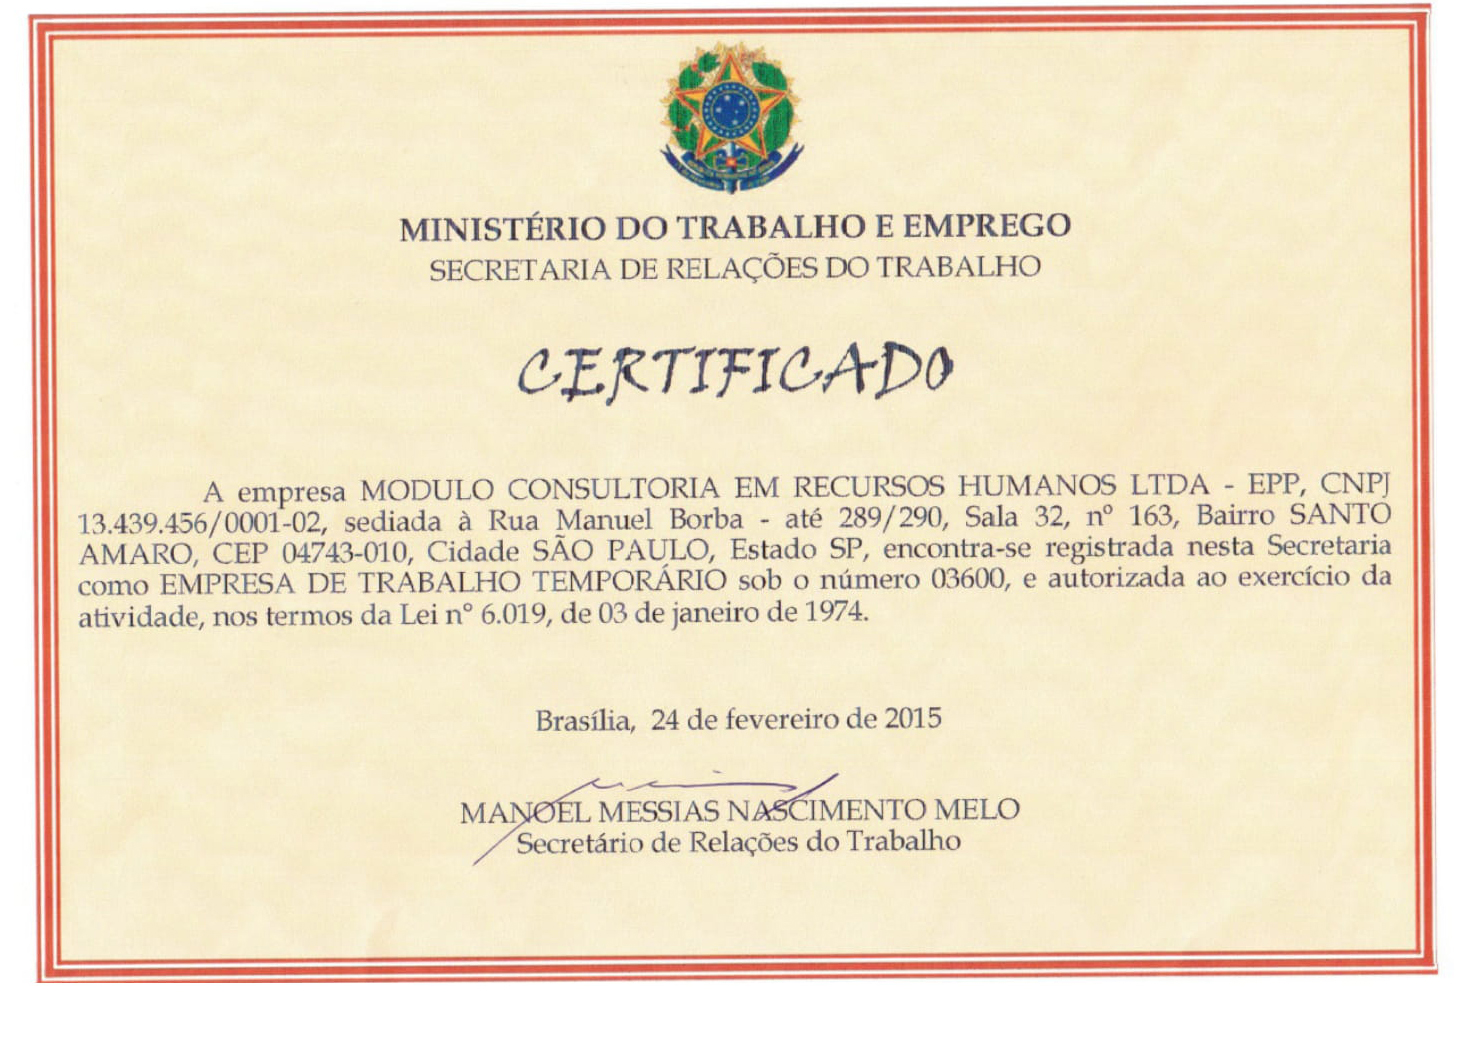 MINISTÉRIO DO TRABALHO E EMPREGO
SECRETARIA DE RELAÇÕES DO TRABALHO
CERTIFICADO
A empresa MODULO CONSULTORIA EM RECURSOS HUMANOS LTDA - EPP, CNPJ
13.439.456/0001-02, sediada à Rua Manuel Borba - até 289/290, Sala 32, nº 163, Bairro SANTO
AMARO, CEP 04743-010, Cidade SÃO PAULO, Estado SP, encontra-se registrada nesta Secretaria
como EMPRESA DE TRABALHO TEMPORÁRIO sob o número 03600, e autorizada ao exercício da
atividade, nos termos da Lei nº 6.019, de 03 de janeiro de 1974.
Brasília, 24 de fevereiro de 2015
MANOEL MESSIAS NASCIMENTO MELO
Secretário de Relações do Trabalho